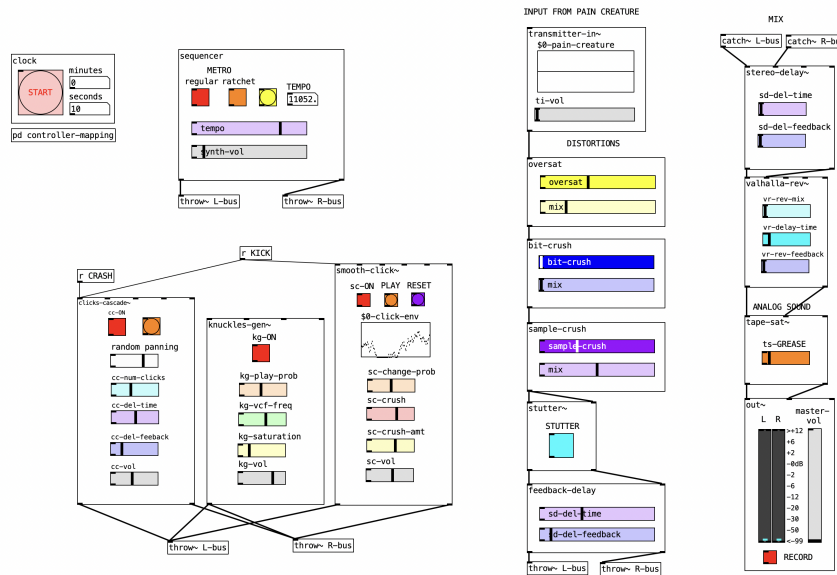 clock
START
minutes
0
seconds
10
pd controller-mapping
sequencer
METRO
regular ratchet
TEMPO
11052.
tempo
synth-vol
throw~ L-bus
throw~ R-bus
r KICK
r CRASH
clicks-cascade~
cc-ON
random panning
cc-num-clicks
cc-del-time
cc-del-feeback
cc-vol
knuckles-gen~
kg-ON
kg-play-prob
kg-vcf-freq
kg-saturation
kg-vol
smooth-click~
sc-ON PLAY RESET
$0-click-env
sc-change-prob
sc-crush
sc-crush-amt
sc-vol
throw~ L-bus
throw~ R-bus
INPUT FROM PAIN CREATURE
transmitter-in~
$0-pain-creature
ti-vol
DISTORTIONS
oversat
oversat
mix
bit-crush
bit-crush
mix
sample-crush
sample-crush
mix
stutter~
STUTTER
feedback-delay
sd-del-time
sd-del-feedback
throw~ L-bus
throw~ R-bus
MIX
catch~ L-bus
catch~ R-b
stereo-delay~
sd-del-time
sd-del-feedback
valhalla-rev~
vr-rev-mix
vr-delay-time
vr-rev-feedback
ANALOG SOUND
tape-sat~
ts-GREASE
out~
master-
vol
L R
>+12
+6
+2
-0dB
-2
-6
-12
-20
-30
-50
<-99
RECORD